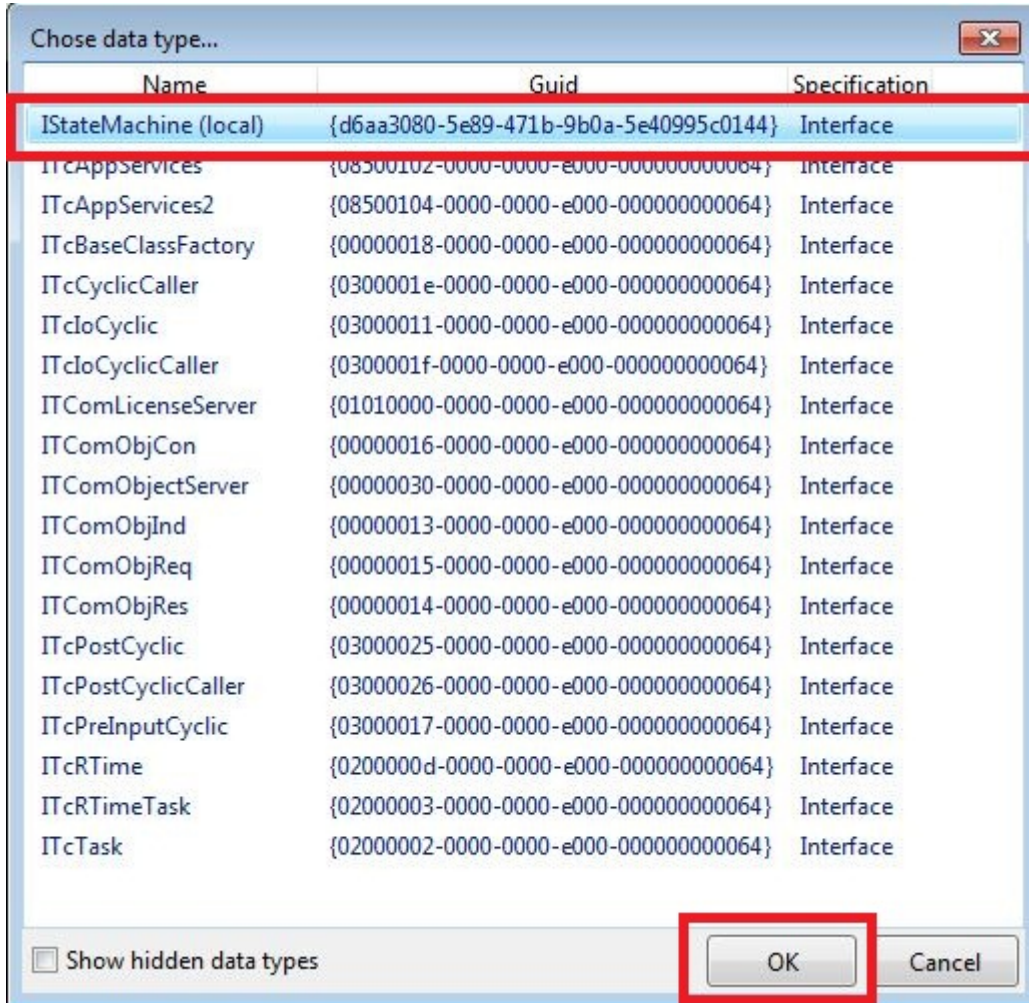 Chose data type...
Name Guid Specification
IStateMachine (local) {d6aa3080-5e89-471b-9b0a-5e40995c0144} Interface
ITcAppServices {08500102-0000-0000-e000-000000000064} Interface
ITcAppServices2 {08500104-0000-0000-e000-000000000064} Interface
ITcBaseClassFactory {00000018-0000-0000-e000-000000000064} Interface
ITcCyclicCaller {0300001e-0000-0000-e000-000000000064} Interface
ITcIoCyclic {03000011-0000-0000-e000-000000000064} Interface
ITcIoCyclicCaller {0300001f-0000-0000-e000-000000000064} Interface
ITComLicenseServer {01010000-0000-0000-e000-000000000064} Interface
ITComObjCon {00000016-0000-0000-e000-000000000064} Interface
ITComObjectServer {00000030-0000-0000-e000-000000000064} Interface
ITComObjInd {00000013-0000-0000-e000-000000000064} Interface
ITComObjReq {00000015-0000-0000-e000-000000000064} Interface
ITComObjRes {00000014-0000-0000-e000-000000000064} Interface
ITcPostCyclic {03000025-0000-0000-e000-000000000064} Interface
ITcPostCyclicCaller {03000026-0000-0000-e000-000000000064} Interface
ITcPreInputCyclic {03000017-0000-0000-e000-000000000064} Interface
ITcRTime {0200000d-0000-0000-e000-000000000064} Interface
ITcRTimeTask {02000003-0000-0000-e000-000000000064} Interface
ITcTask {02000002-0000-0000-e000-000000000064} Interface
Show hidden data types OK Cancel